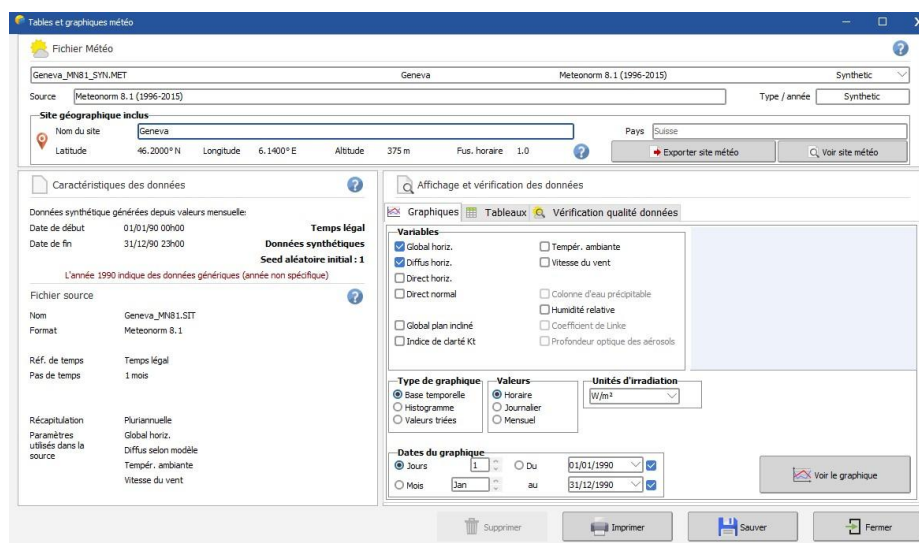 Tables et graphiques météo
Fichier Météo
Geneva_MN81_SYN.MET Geneva Meteonorm 8.1 (1996-2015) Synthetic
Source Meteonorm 8.1 (1996-2015) Type / année Synthetic
Site géographique inclus
Nom du site Geneva Pays Suisse
Latitude 46.2000° N Longitude 6.1400° E Altitude 375 m Fus. horaire 1.0 Exporter site météo Voir site météo
Caractéristiques des données
Données synthétique générées depuis valeurs mensuelle:
Date de début 01/01/90 00h00 Temps légal
Date de fin 31/12/90 23h00 Données synthétiques
Seed aléatoire initial : 1
L'année 1990 indique des données génériques (année non spécifique)
Fichier source
Nom Geneva_MN81.SIT
Format Meteonorm 8.1
Réf. de temps Temps légal
Pas de temps 1 mois
Récapitulation Pluriannuelle
Paramètres utilisés dans la source Global horiz.
Diffus selon modèle
Tempér. ambiante
Vitesse du vent
Affichage et vérification des données
Graphiques Tableaux Vérification qualité données
Variables
Global horiz. Tempér. ambiante
Diffus horiz. Vitesse du vent
Direct horiz.
Direct normal Colonne d'eau précipitable
Humidité relative
Global plan incliné Coefficient de Linke
Indice de clarté Kt Profondeur optique des aérosols
Type de graphique Valeurs Unités d'irradiation
Base temporelle Horaire W/m²
Histogramme Journalier
Valeurs triées Mensuel
Dates du graphique
Jours 1 Du 01/01/1990
Mois Jan au 31/12/1990
Voir le graphique
Supprimer Imprimer Sauver Fermer